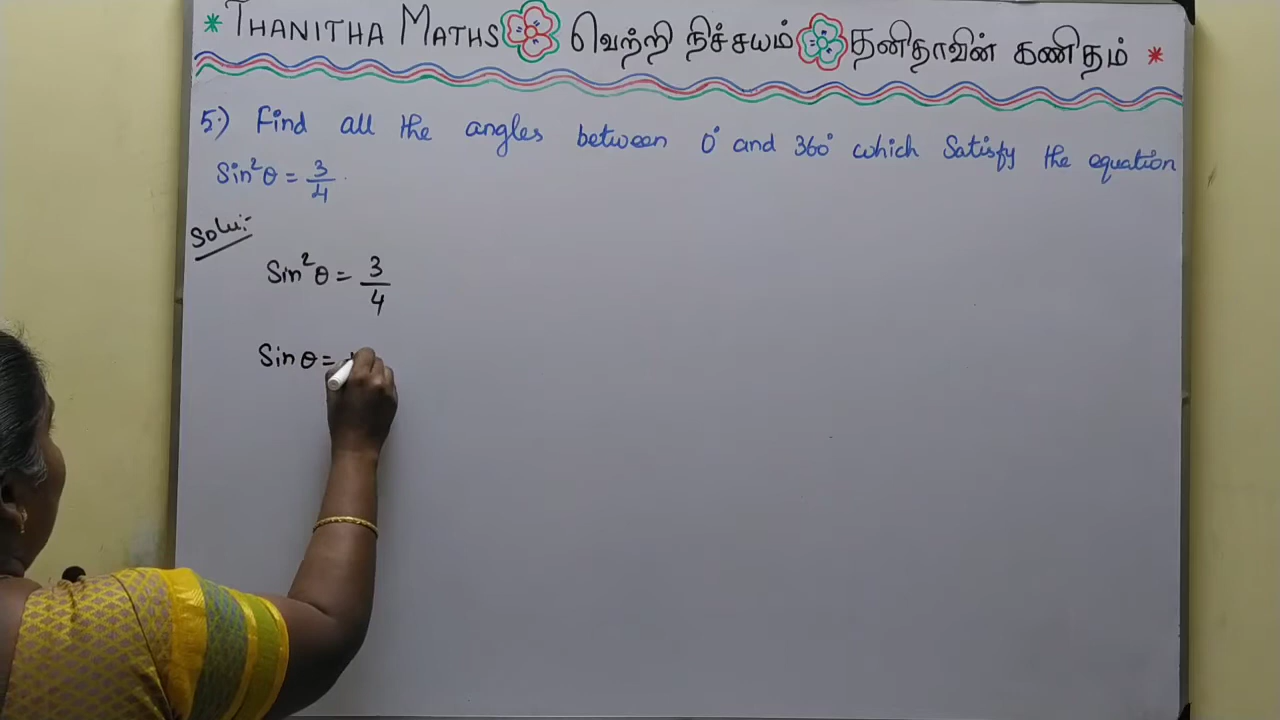 * THANITHA MATHS வெற்றி நிச்சயம் தனிதாவின் கணிதம் *
5.) Find all the angles between 0° and 360° which satisfy the equation
Sin²θ = 3/4.
Solu:-
Sin²θ = 3/4
Sin θ =